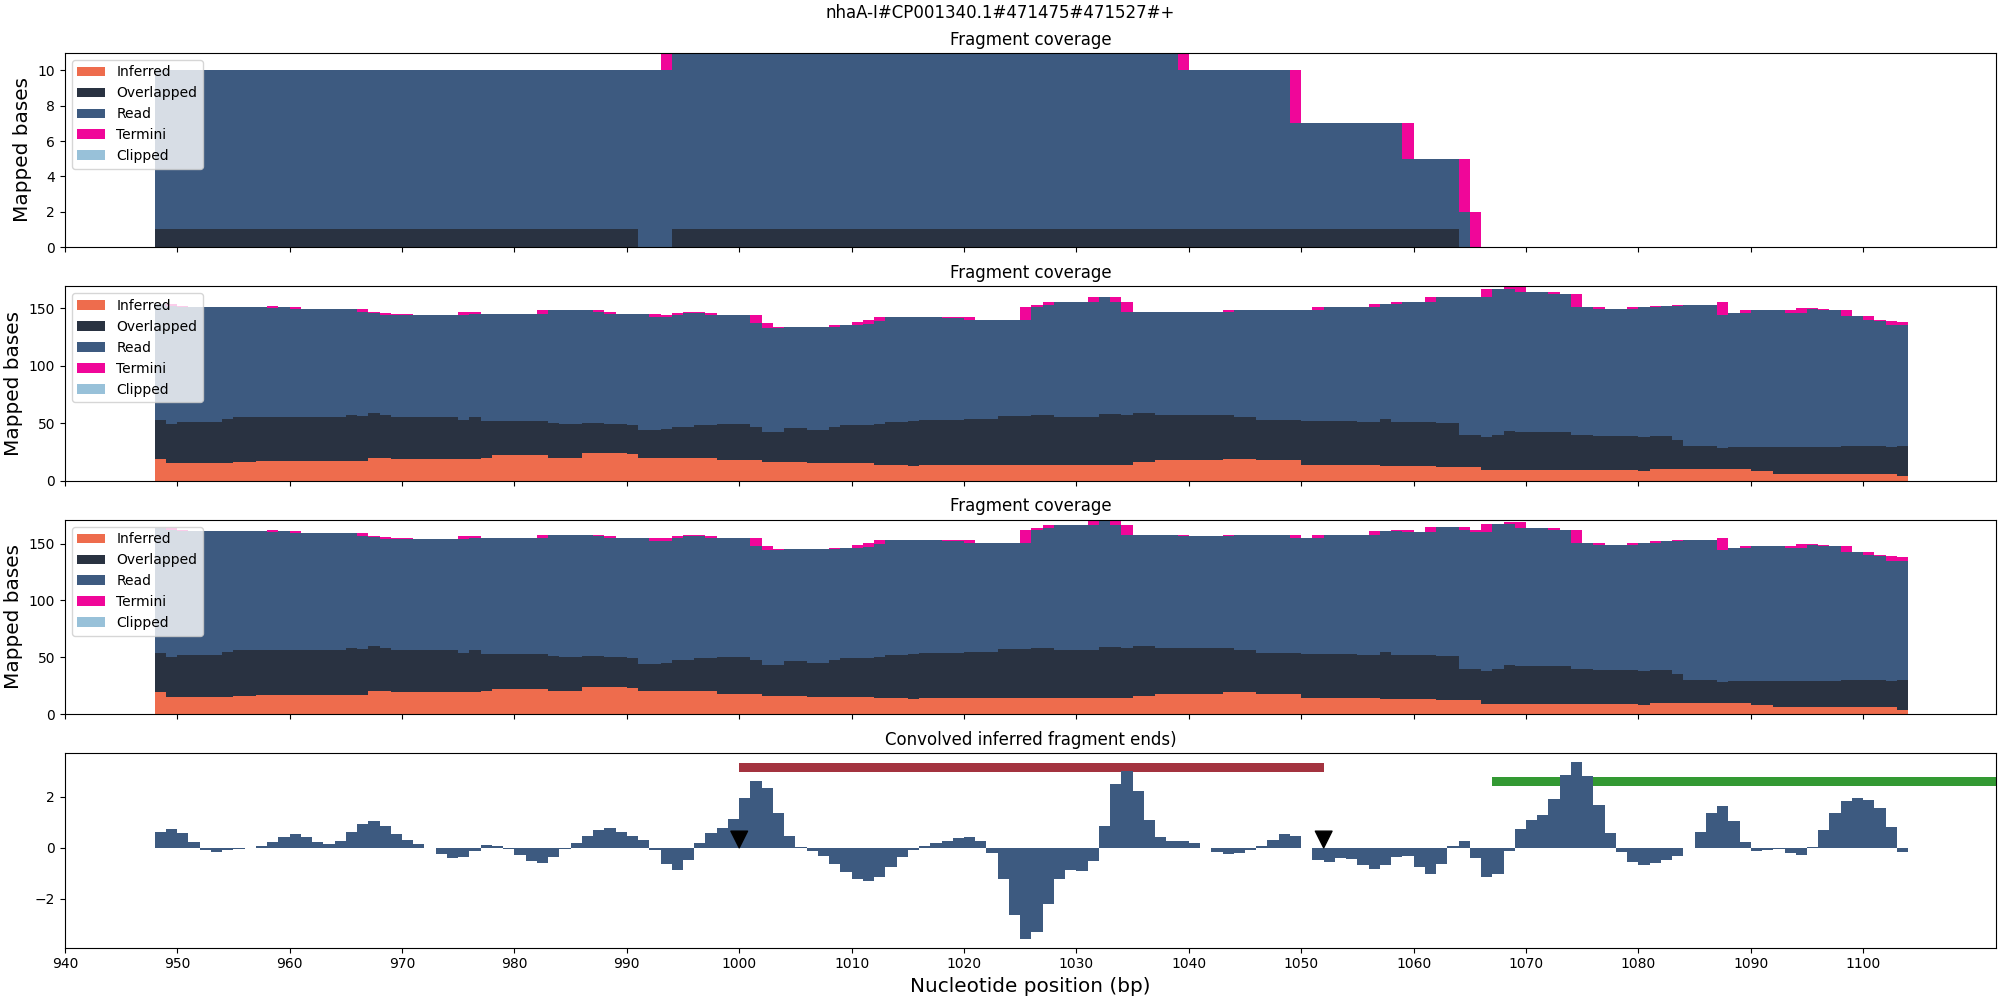 nhaA-I#CP001340.1#471475#471527#+
Fragment coverage
Mapped bases
10
8
6
4
2
0
Inferred
Overlapped
Read
Termini
Clipped
Fragment coverage
Mapped bases
150
100
50
0
Inferred
Overlapped
Read
Termini
Clipped
Fragment coverage
Mapped bases
150
100
50
0
Inferred
Overlapped
Read
Termini
Clipped
Convolved inferred fragment ends)
2
0
−2
940 950 960 970 980 990 1000 1010 1020 1030 1040 1050 1060 1070 1080 1090 1100
Nucleotide position (bp)